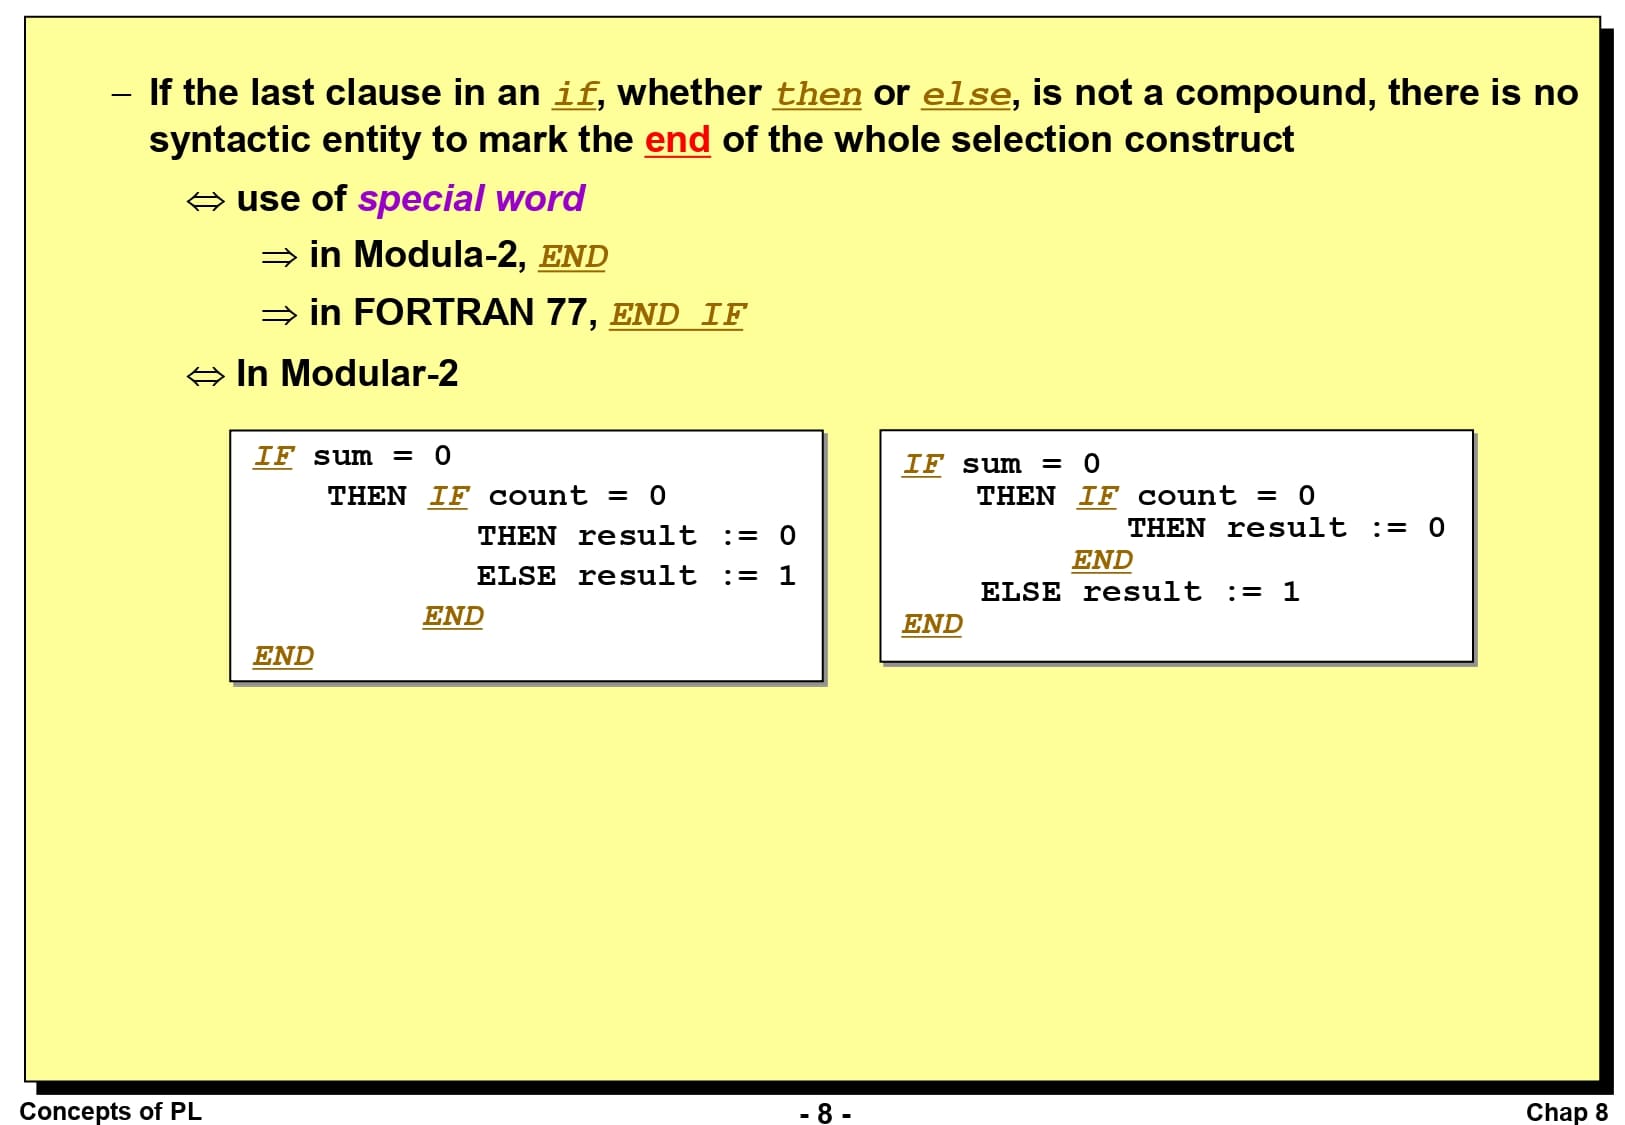 – If the last clause in an if, whether then or else, is not a compound, there is no
syntactic entity to mark the end of the whole selection construct
⇔ use of special word
⇒ in Modula-2, END
⇒ in FORTRAN 77, END IF
⇔ In Modular-2
IF sum = 0
THEN IF count = 0
THEN result := 0
ELSE result := 1
END
END
IF sum = 0
THEN IF count = 0
THEN result := 0
END
ELSE result := 1
END
Concepts of PL
- 8 -
Chap 8